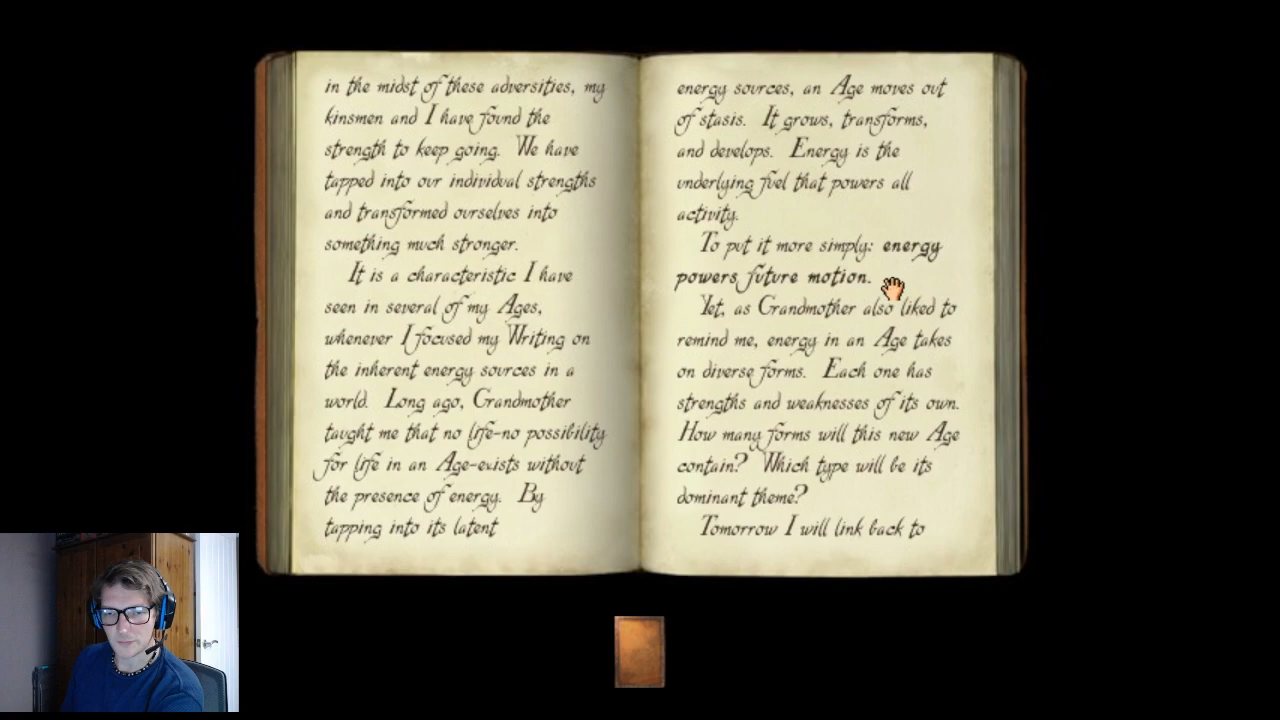 in the midst of these adversities, my
kinsmen and I have found the
strength to keep going. We have
tapped into our individual strengths
and transformed ourselves into
something much stronger.
It is a characteristic I have
seen in several of my Ages,
whenever I focused my Writing on
the inherent energy sources in a
world. Long ago, Grandmother
taught me that no life-no possibility
for life in an Age-exists without
the presence of energy. By
tapping into its latent
energy sources, an Age moves out
of stasis. It grows, transforms,
and develops. Energy is the
underlying fuel that powers all
activity.
To put it more simply: energy
powers future motion.
Yet, as Grandmother also liked to
remind me, energy in an Age takes
on diverse forms. Each one has
strengths and weaknesses of its own.
How many forms will this new Age
contain? Which type will be its
dominant theme?
Tomorrow I will link back to